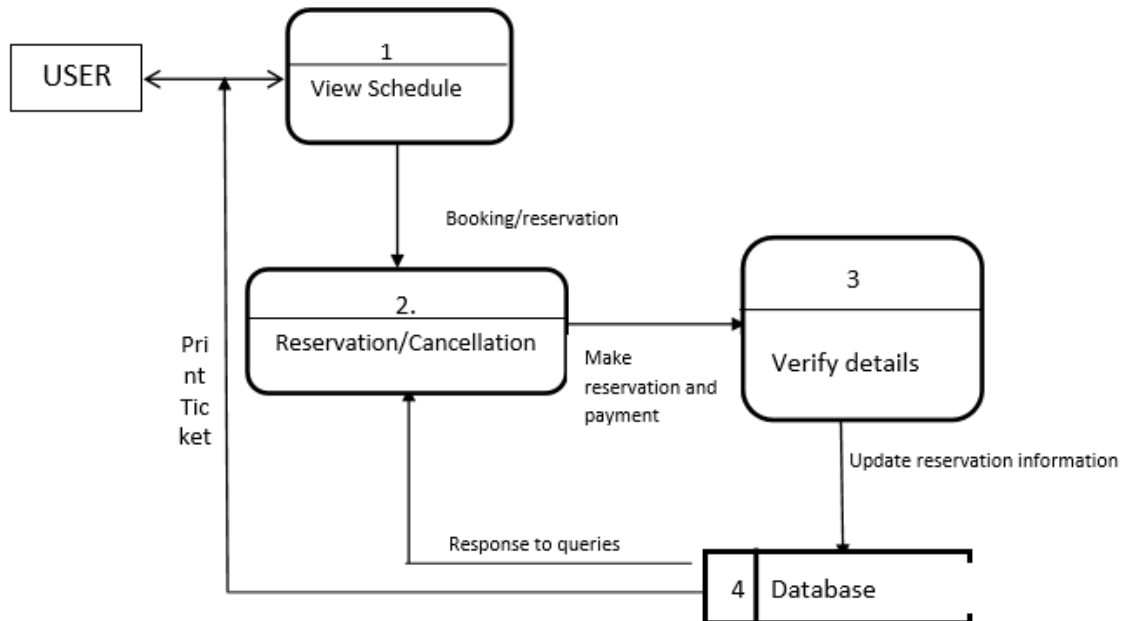 1
USER
View Schedule
Booking/reservation
3
2.
Reservation/Cancellation
Verify details
Make
reservation and
payment
Pri
nt
Tic
ket
Update reservation information
Response to queries
4
Database